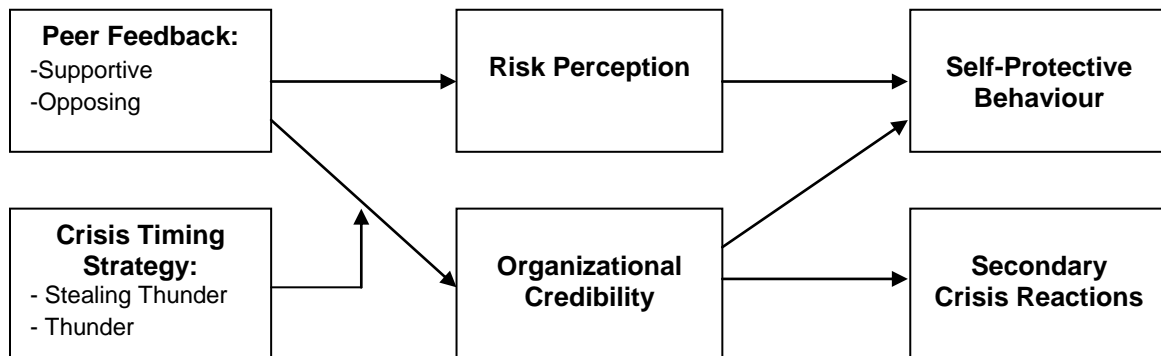 Peer Feedback:
-Supportive
-Opposing
Risk Perception
Self-Protective
Behaviour
Crisis Timing
Strategy:
- Stealing Thunder
- Thunder
Organizational
Credibility
Secondary
Crisis Reactions